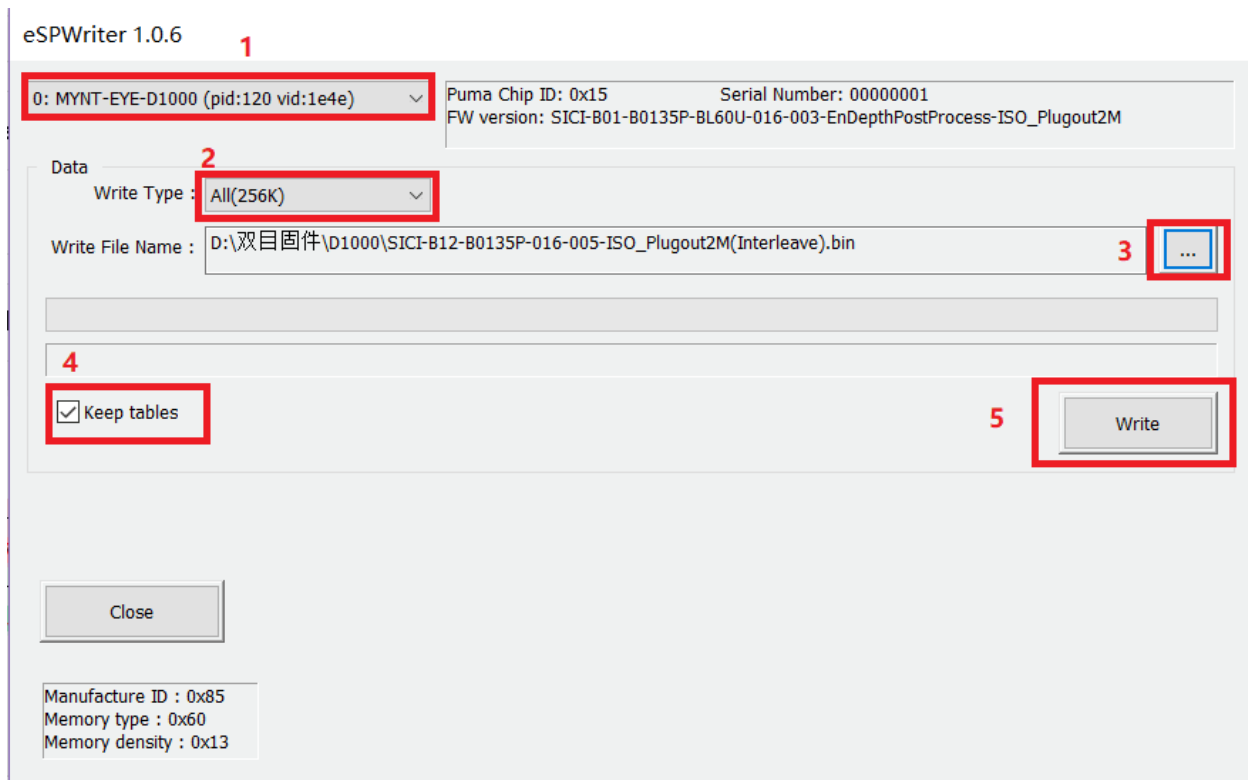 eSPWriter 1.0.6
1
0: MYNT-EYE-D1000 (pid:120 vid:1e4e)
Puma Chip ID: 0x15 Serial Number: 00000001
FW version: SICI-B01-B0135P-BL60U-016-003-EnDepthPostProcess-ISO_Plugout2M
Data
2
Write Type : All(256K)
Write File Name : D:\双目固件\D1000\SICI-B12-B0135P-016-005-ISO_Plugout2M(Interleave).bin
3 ...
4
Keep tables
5 Write
Close
Manufacture ID : 0x85
Memory type : 0x60
Memory density : 0x13